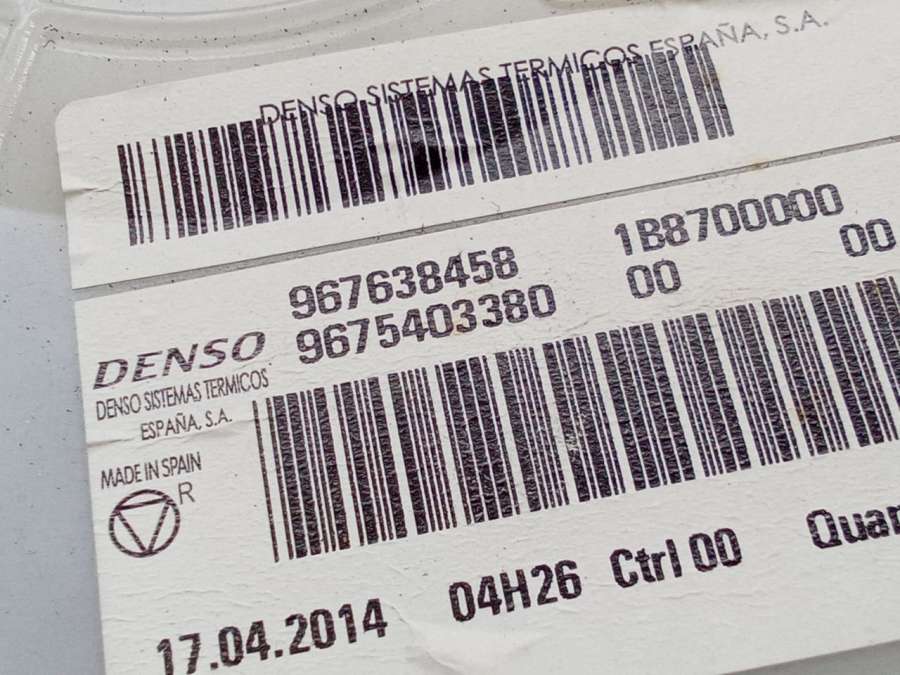 DENSO SISTEMAS TERMICOS ESPAÑA, S.A.
967638458 1B8700000
9675403380 00 00
DENSO
DENSO SISTEMAS TERMICOS
ESPAÑA, S.A.
MADE IN SPAIN
R
17.04.2014 04H26 Ctrl 00